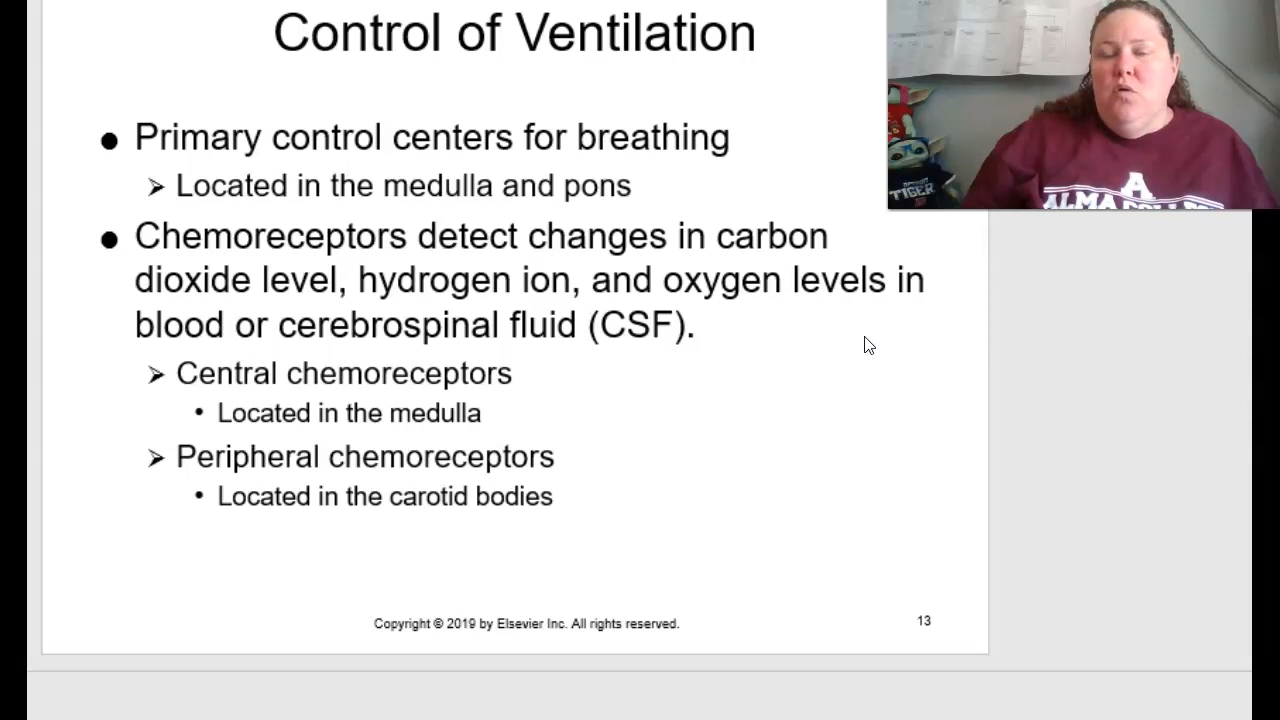 Control of Ventilation
● Primary control centers for breathing
➢ Located in the medulla and pons
● Chemoreceptors detect changes in carbon
dioxide level, hydrogen ion, and oxygen levels in
blood or cerebrospinal fluid (CSF).
➢ Central chemoreceptors
• Located in the medulla
➢ Peripheral chemoreceptors
• Located in the carotid bodies
Copyright © 2019 by Elsevier Inc. All rights reserved.
13
TIGER
A
ALMA COLLEGE